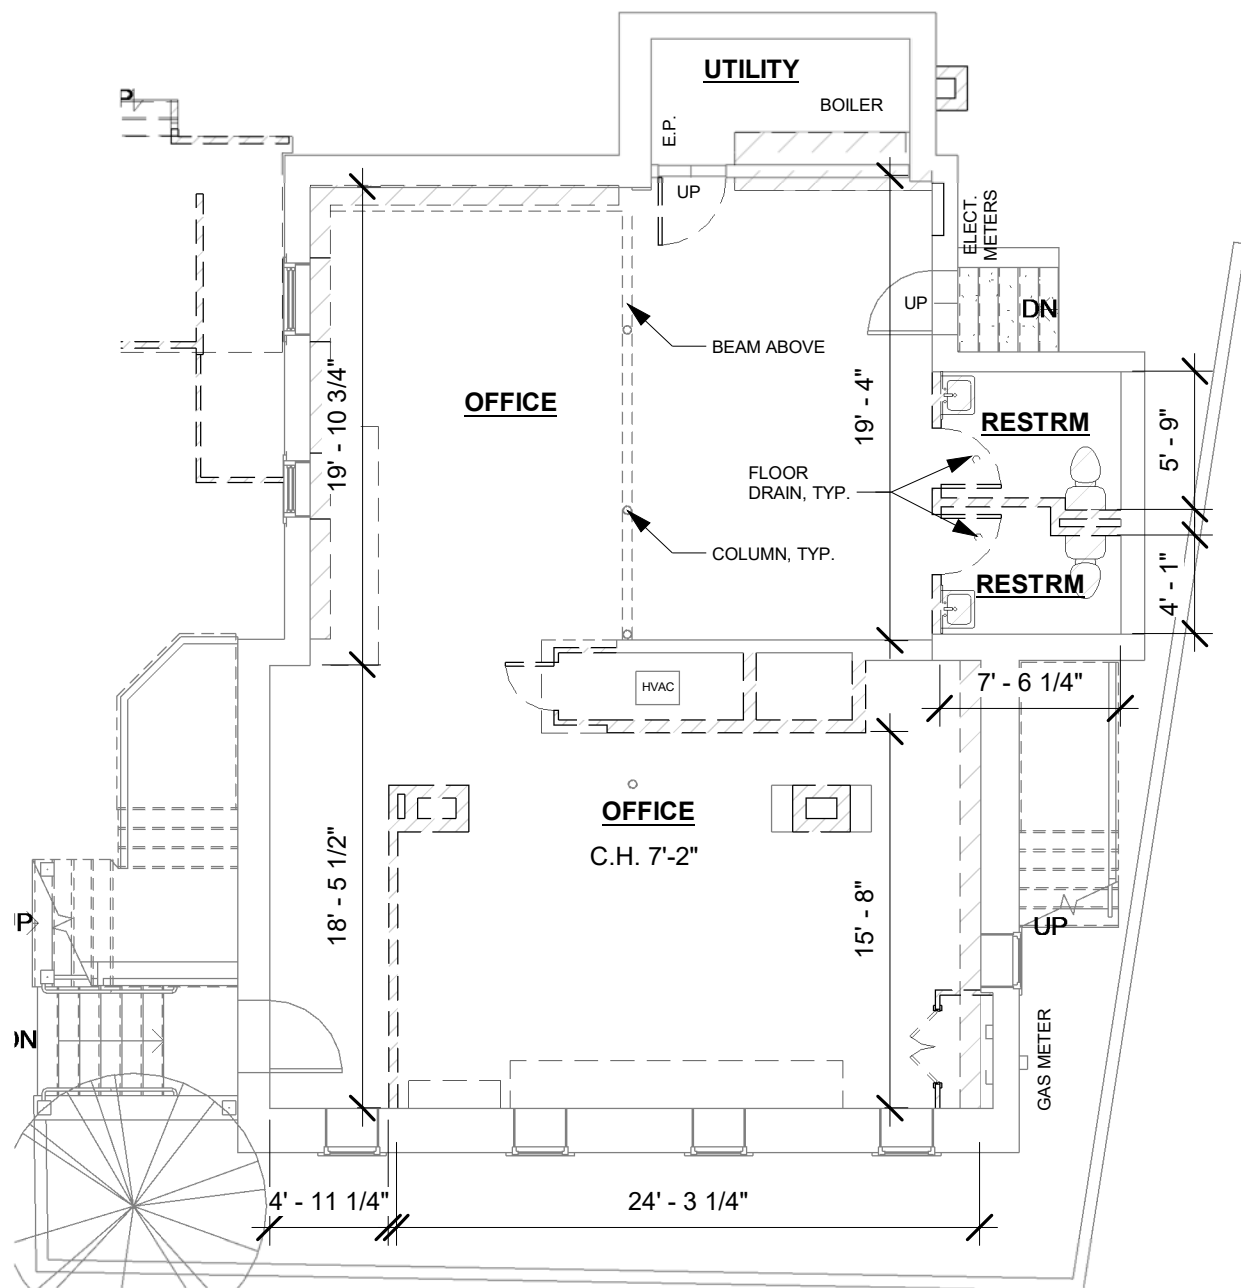 UTILITY
BOILER
E.P.
UP
ELECT.
METERS
UP
DN
BEAM ABOVE
OFFICE
19' - 10 3/4"
19' - 4"
RESTRM
5' - 9"
FLOOR
DRAIN, TYP.
COLUMN, TYP.
RESTRM
4' - 1"
HVAC
7' - 6 1/4"
OFFICE
C.H. 7'-2"
18' - 5 1/2"
15' - 8"
UP
GAS METER
4' - 11 1/4"
24' - 3 1/4"